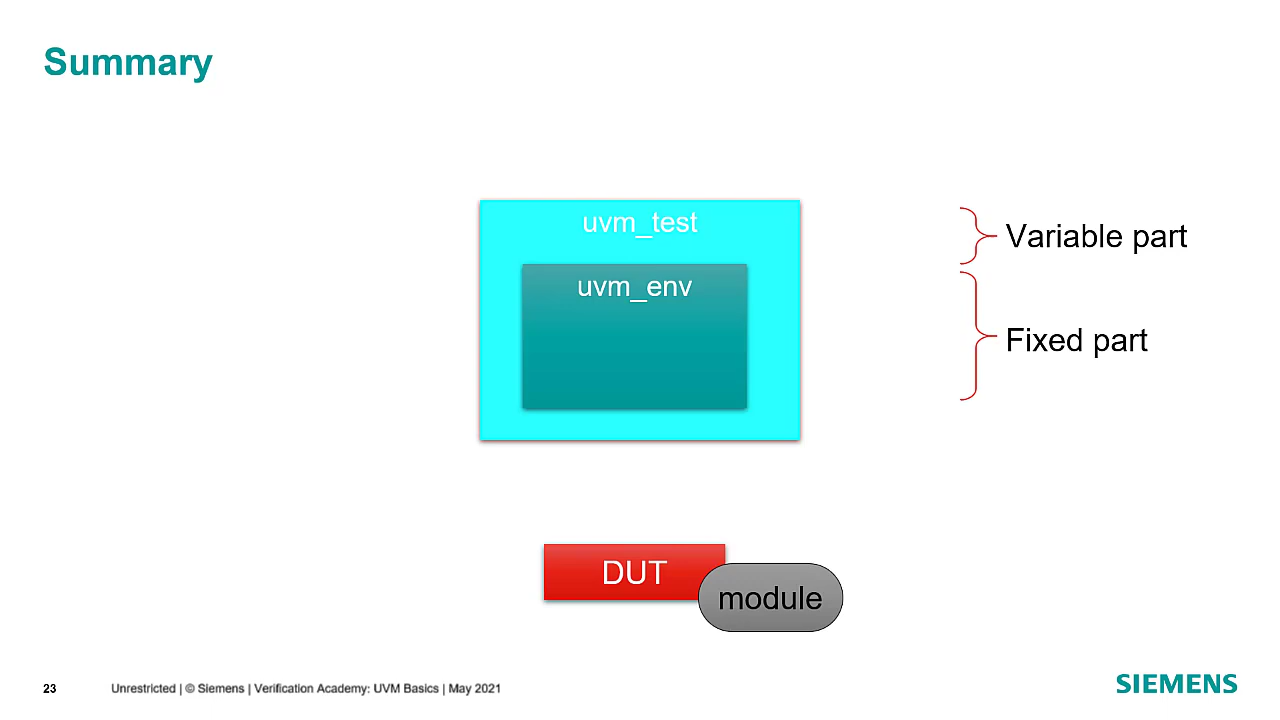 Summary
uvm_test
uvm_env
Variable part
Fixed part
DUT
module
23
Unrestricted | © Siemens | Verification Academy: UVM Basics | May 2021
SIEMENS